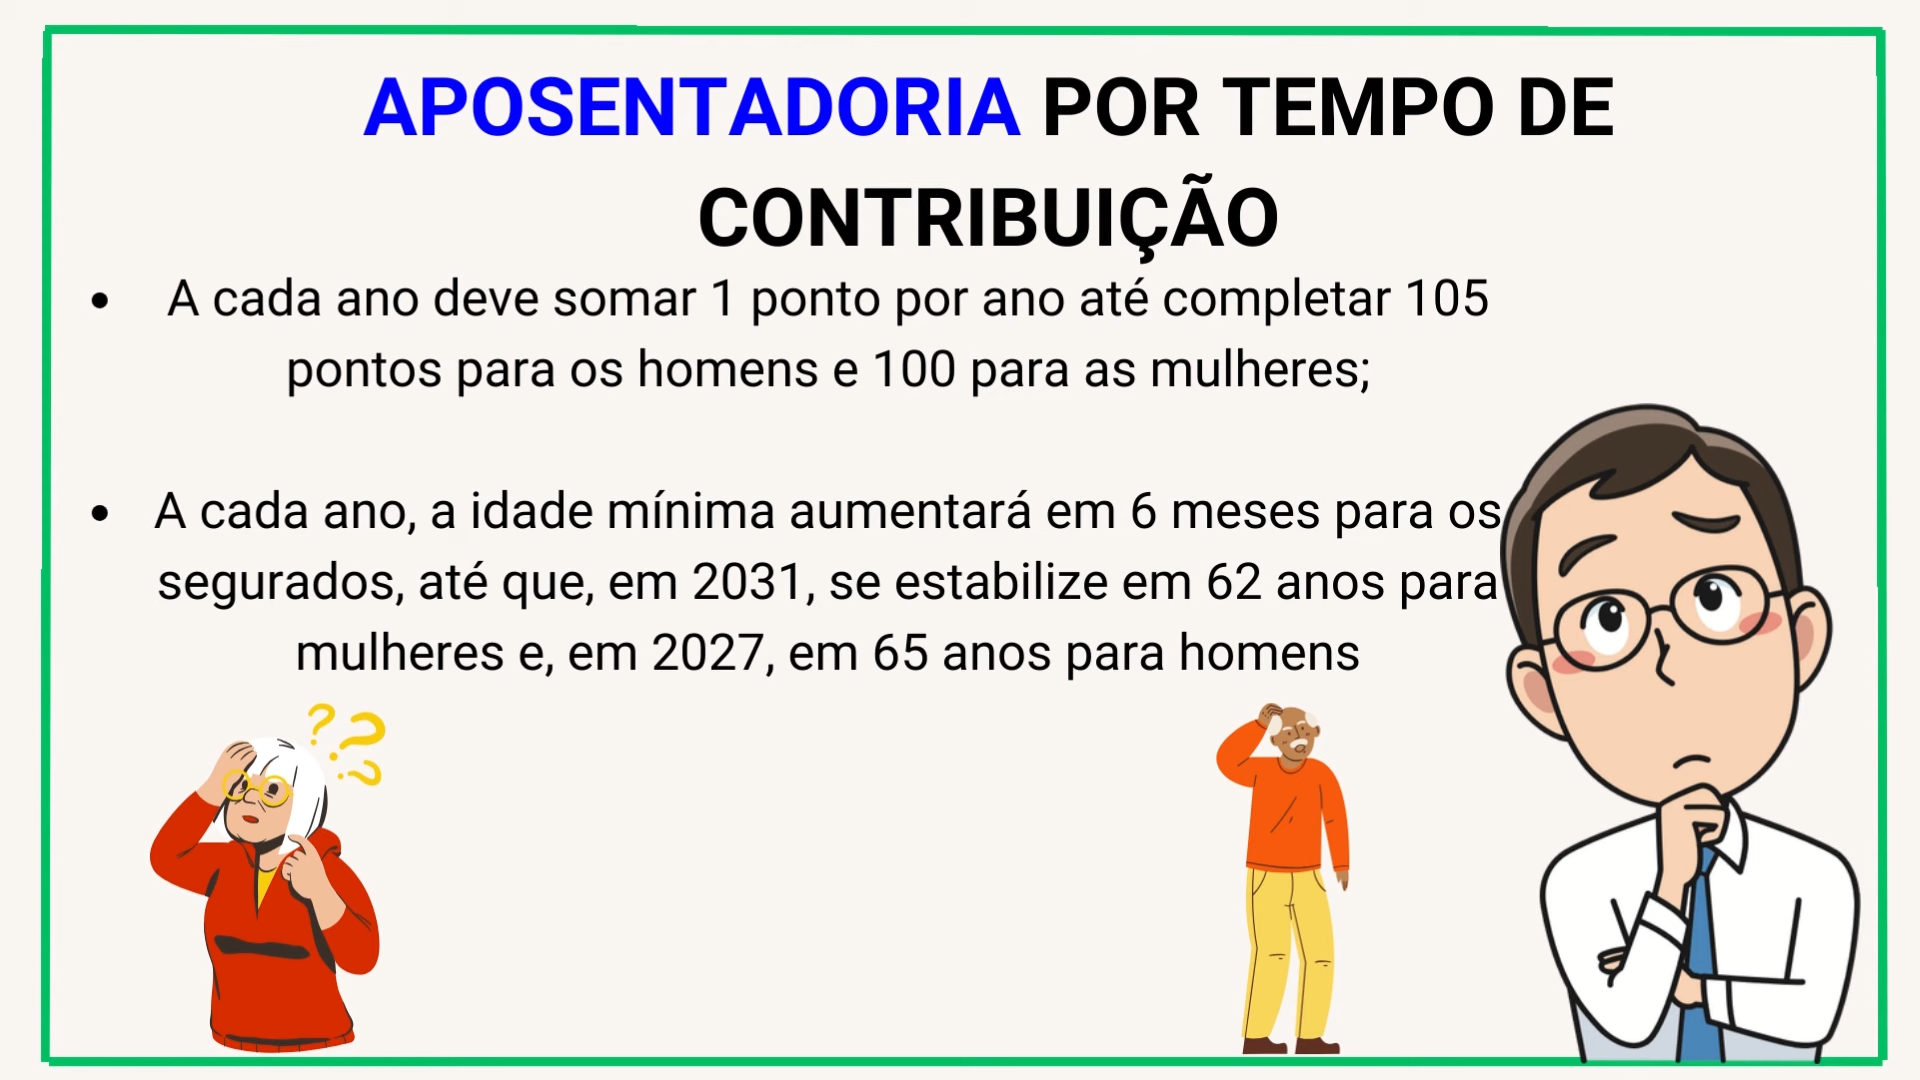 APOSENTADORIA POR TEMPO DE
CONTRIBUIÇÃO
• A cada ano deve somar 1 ponto por ano até completar 105
pontos para os homens e 100 para as mulheres;
• A cada ano, a idade mínima aumentará em 6 meses para os
segurados, até que, em 2031, se estabilize em 62 anos para
mulheres e, em 2027, em 65 anos para homens
???